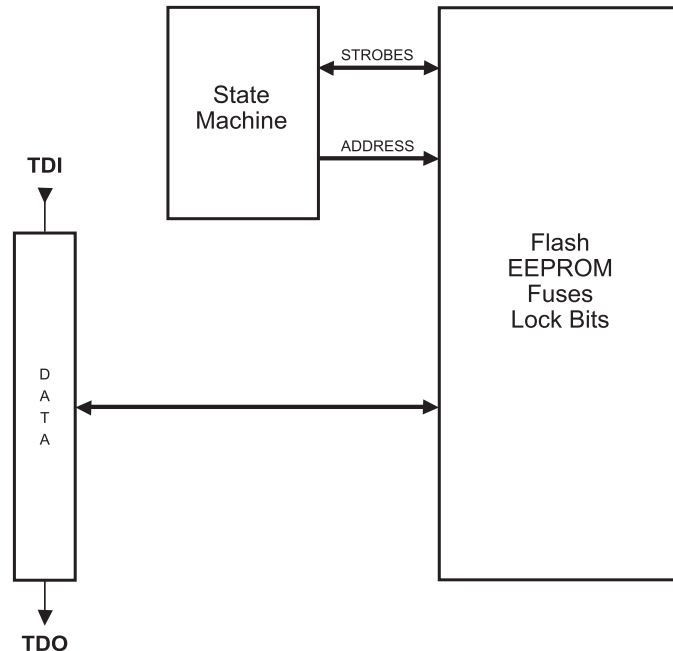 STROBES
State
Machine
ADDRESS
TDI
Flash
EEPROM
Fuses
Lock Bits
D
A
T
A
TDO